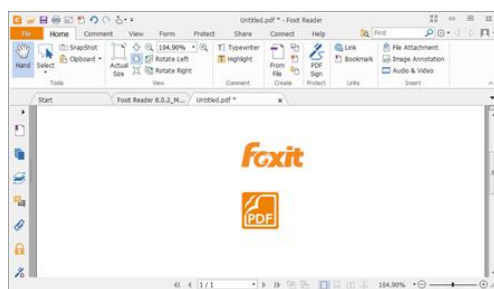 Untitled.pdf * - Foxit Reader
File Home Comment View Form Protect Share Connect Help Find
SnapShot
Clipboard
Hand Select
Actual Size
104.90%
Rotate Left
Rotate Right
Typewriter
Highlight
From File
PDF Sign
Link
Bookmark
File Attachment
Image Annotation
Audio & Video
Tools View Comment Create Protect Links Insert
Start Foxit Reader 8.0.2_M... Untitled.pdf * x
foxit
PDF
1 / 1 104.90%